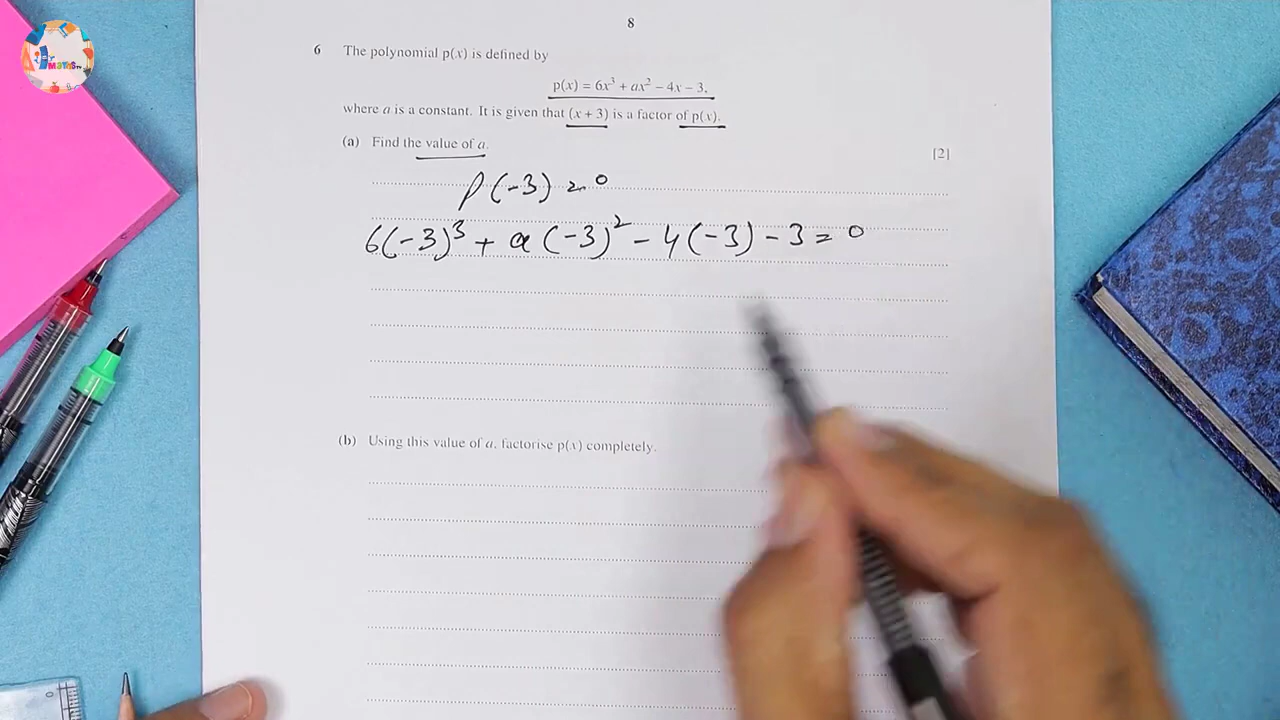 8
6 The polynomial p(x) is defined by
p(x) = 6x³ + ax² − 4x − 3,
where a is a constant. It is given that (x + 3) is a factor of p(x).
(a) Find the value of a.
[2]
p(-3) = 0
6(-3)³ + a(-3)² - 4(-3) - 3 = 0
(b) Using this value of a, factorise p(x) completely.